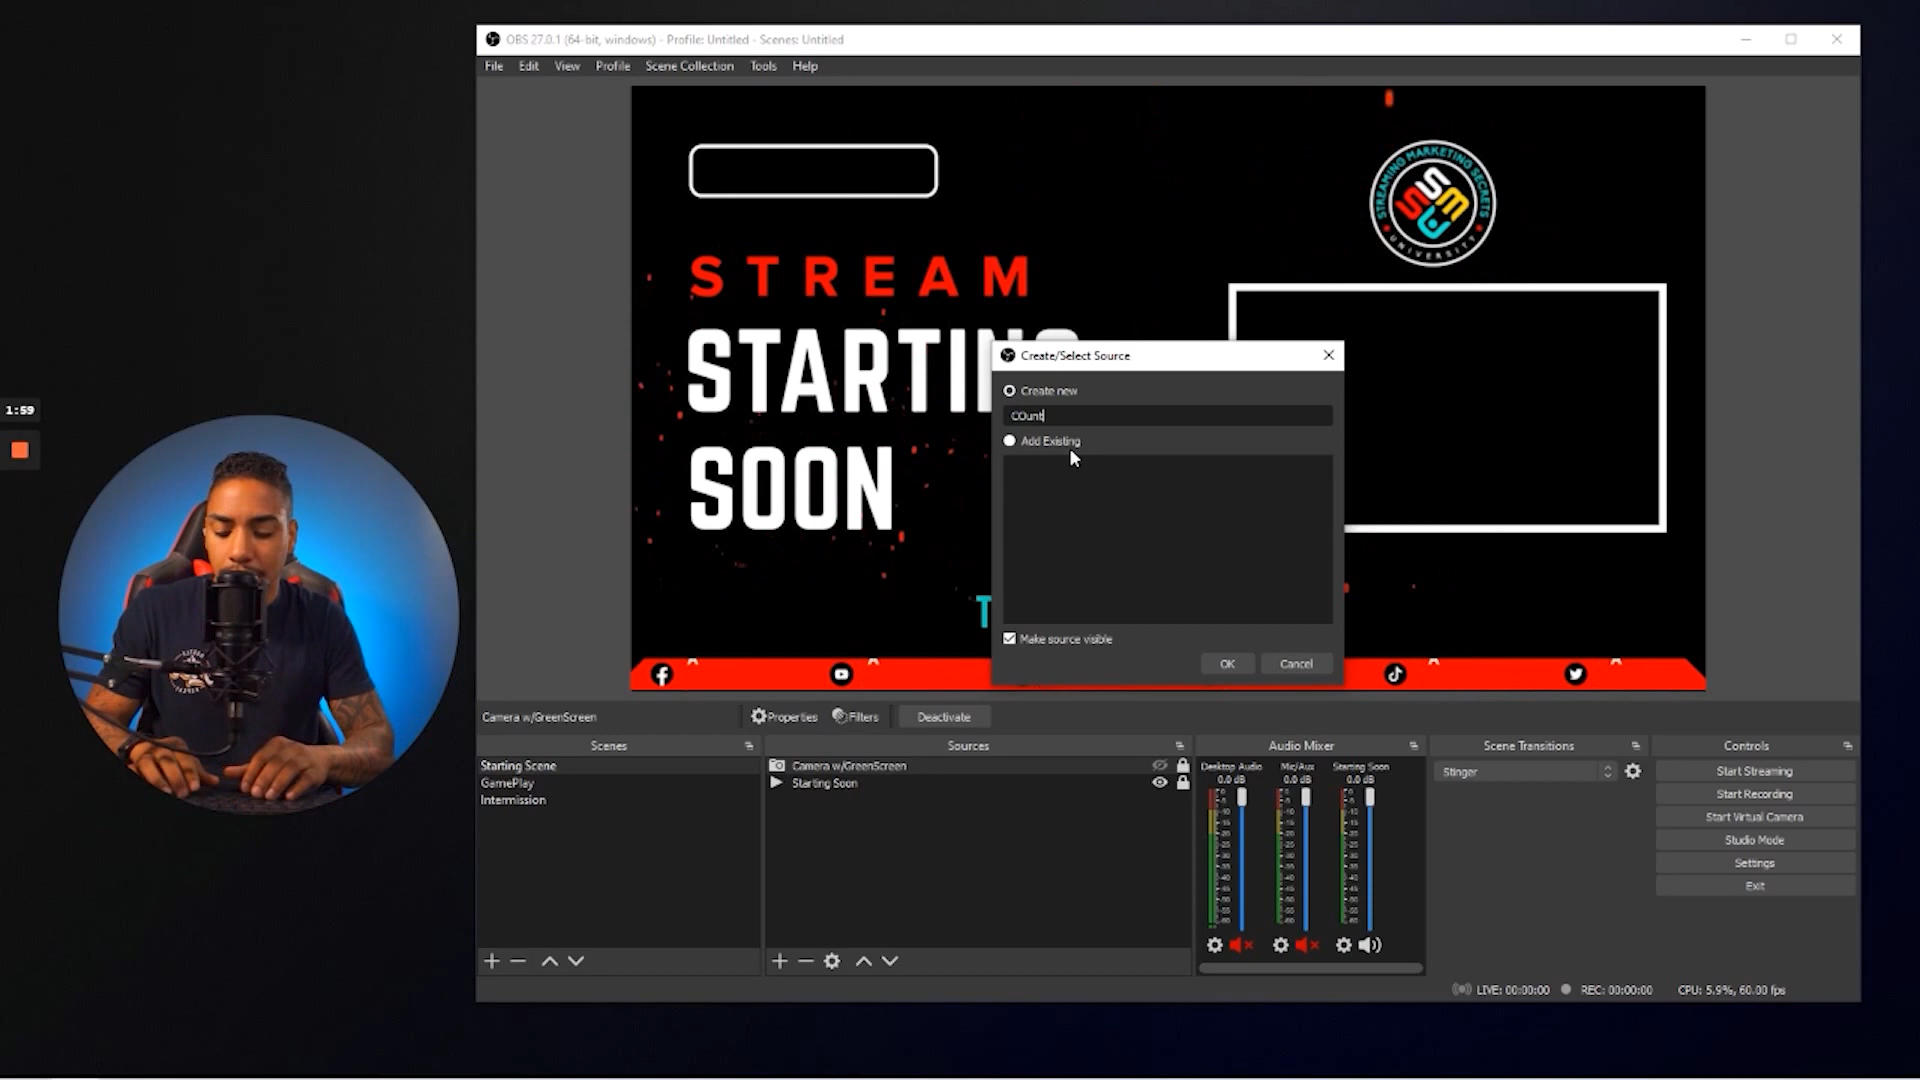 OBS 27.0.1 (64-bit, windows) - Profile: Untitled - Scenes: Untitled
File Edit View Profile Scene Collection Tools Help
STREAMING MARKETING SECRETS
UNIVERSITY
STREAM
STARTING
SOON
T
Create/Select Source
Create new
COunt
Add Existing
Make source visible
OK Cancel
1:59
Camera w/GreenScreen Properties Filters Deactivate
Scenes Sources Audio Mixer Scene Transitions Controls
Starting Scene
GamePlay
Intermission
Camera w/GreenScreen
Starting Soon
Desktop Audio Mic/Aux Starting Soon
0.0 dB 0.0 dB 0.0 dB
Stinger
Start Streaming
Start Recording
Start Virtual Camera
Studio Mode
Settings
Exit
LIVE: 00:00:00 REC: 00:00:00 CPU: 5.9%, 60.00 fps